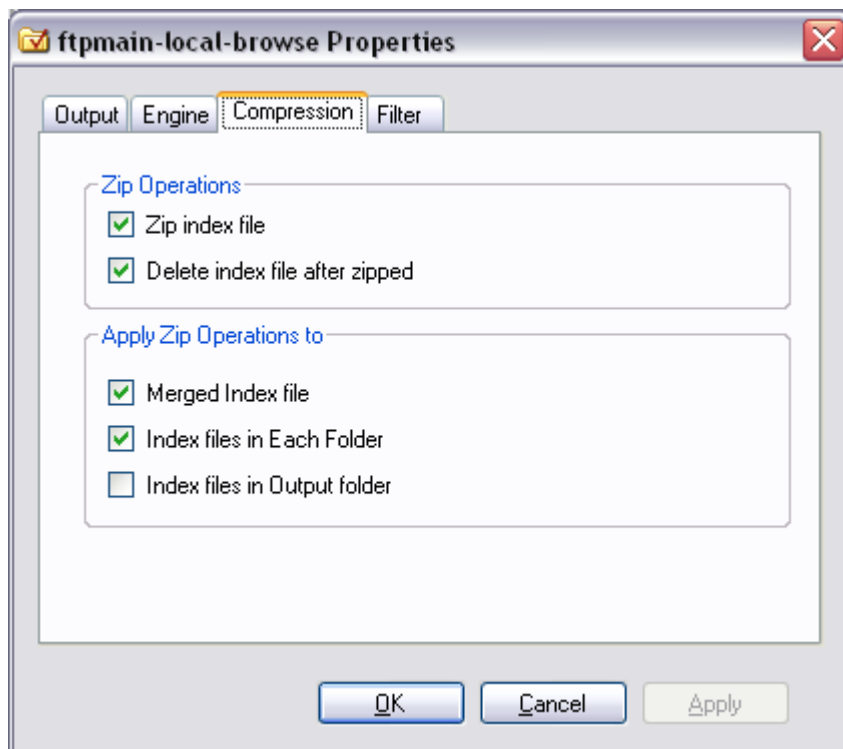 ftpmain-local-browse Properties
Output Engine Compression Filter
Zip Operations
Zip index file
Delete index file after zipped
Apply Zip Operations to
Merged Index file
Index files in Each Folder
Index files in Output folder
OK Cancel Apply